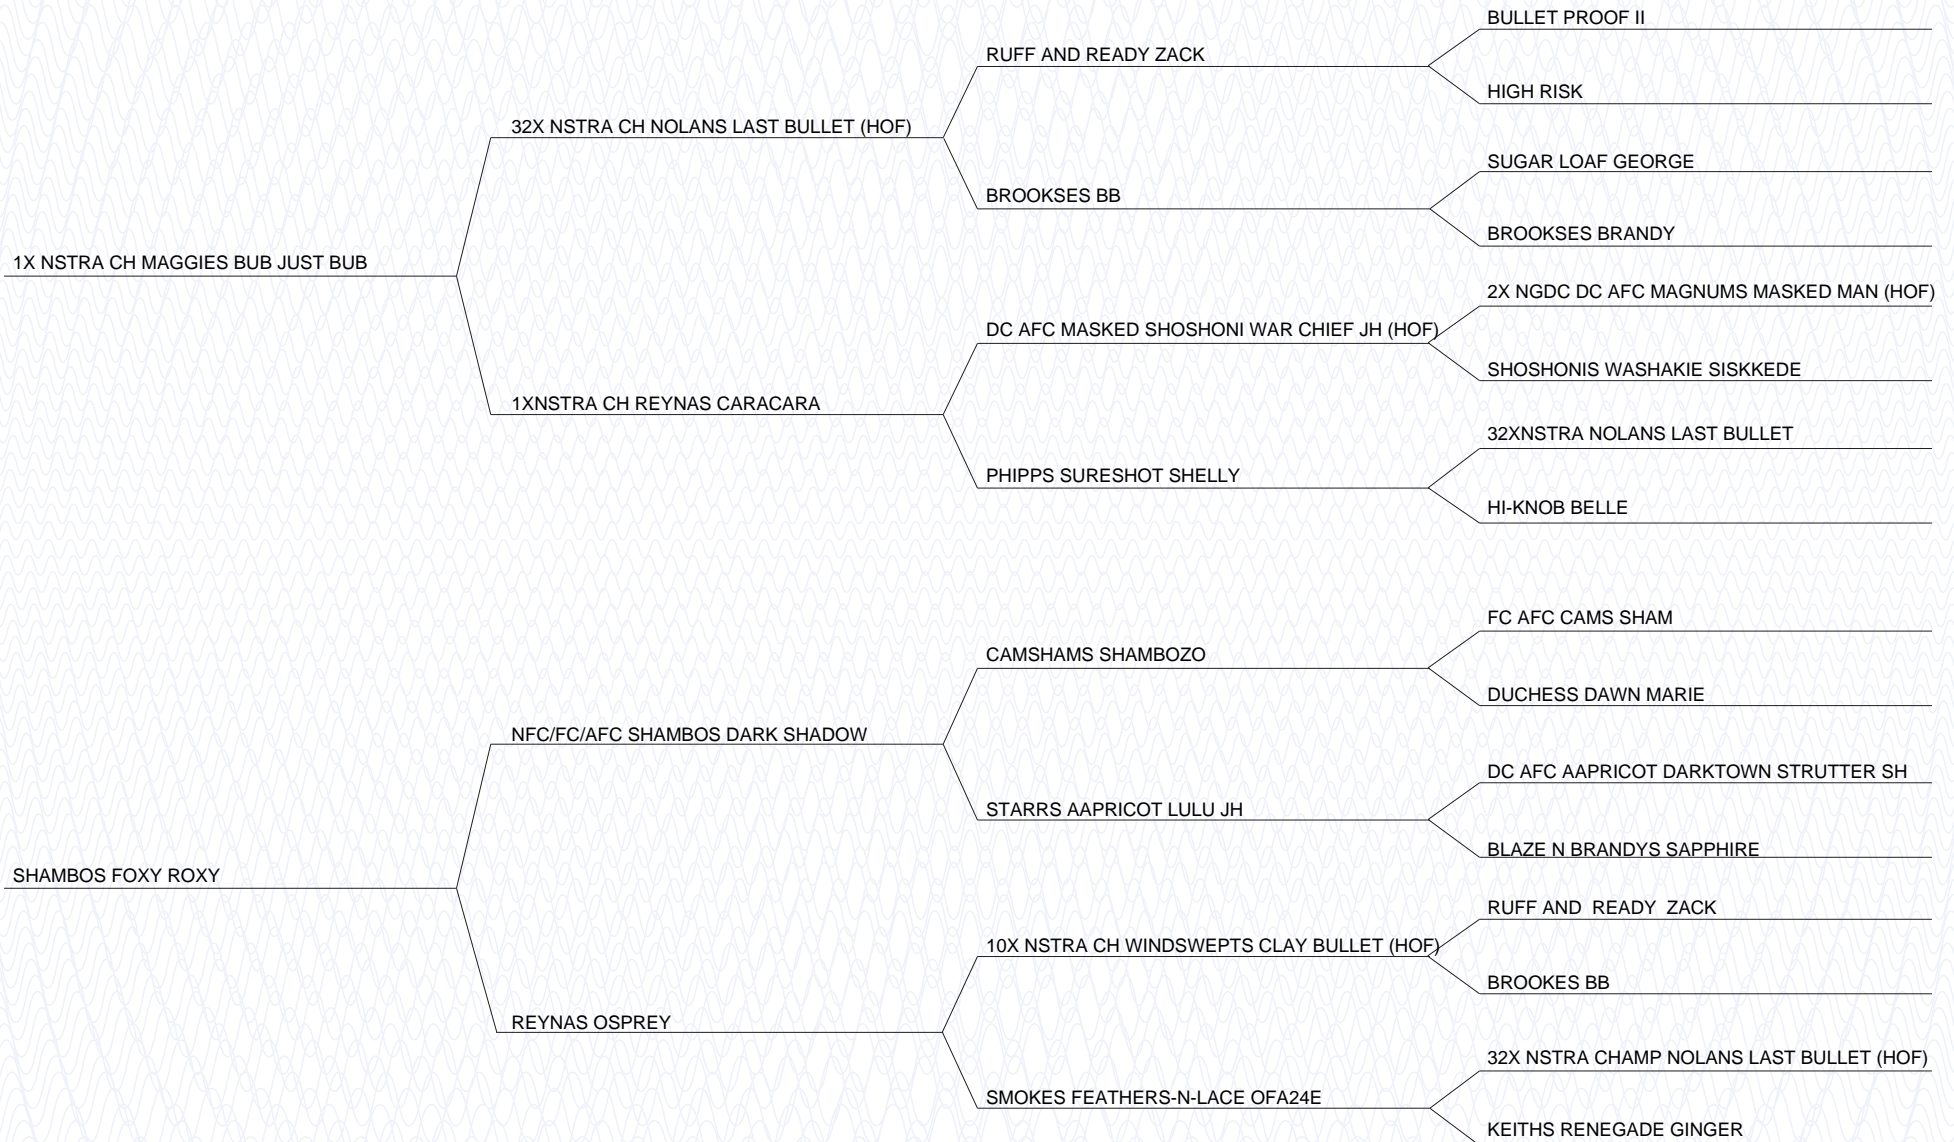 BULLET PROOF II
RUFF AND READY ZACK
HIGH RISK
32X NSTRA CH NOLANS LAST BULLET (HOF)
SUGAR LOAF GEORGE
BROOKSES BB
BROOKSES BRANDY
1X NSTRA CH MAGGIES BUB JUST BUB
2X NGDC DC AFC MAGNUMS MASKED MAN (HOF)
DC AFC MASKED SHOSHONI WAR CHIEF JH (HOF)
SHOSHONIS WASHAKIE SISKKEDE
1XNSTRA CH REYNAS CARACARA
32XNSTRA NOLANS LAST BULLET
PHIPPS SURESHOT SHELLY
HI-KNOB BELLE
FC AFC CAMS SHAM
CAMSHAMS SHAMBOZO
DUCHESS DAWN MARIE
NFC/FC/AFC SHAMBOS DARK SHADOW
DC AFC AAPRICOT DARKTOWN STRUTTER SH
STARRS AAPRICOT LULU JH
BLAZE N BRANDYS SAPPHIRE
SHAMBOS FOXY ROXY
RUFF AND  READY  ZACK
10X NSTRA CH WINDSWEPTS CLAY BULLET (HOF)
BROOKES BB
REYNAS OSPREY
32X NSTRA CHAMP NOLANS LAST BULLET (HOF)
SMOKES FEATHERS-N-LACE OFA24E
KEITHS RENEGADE GINGER